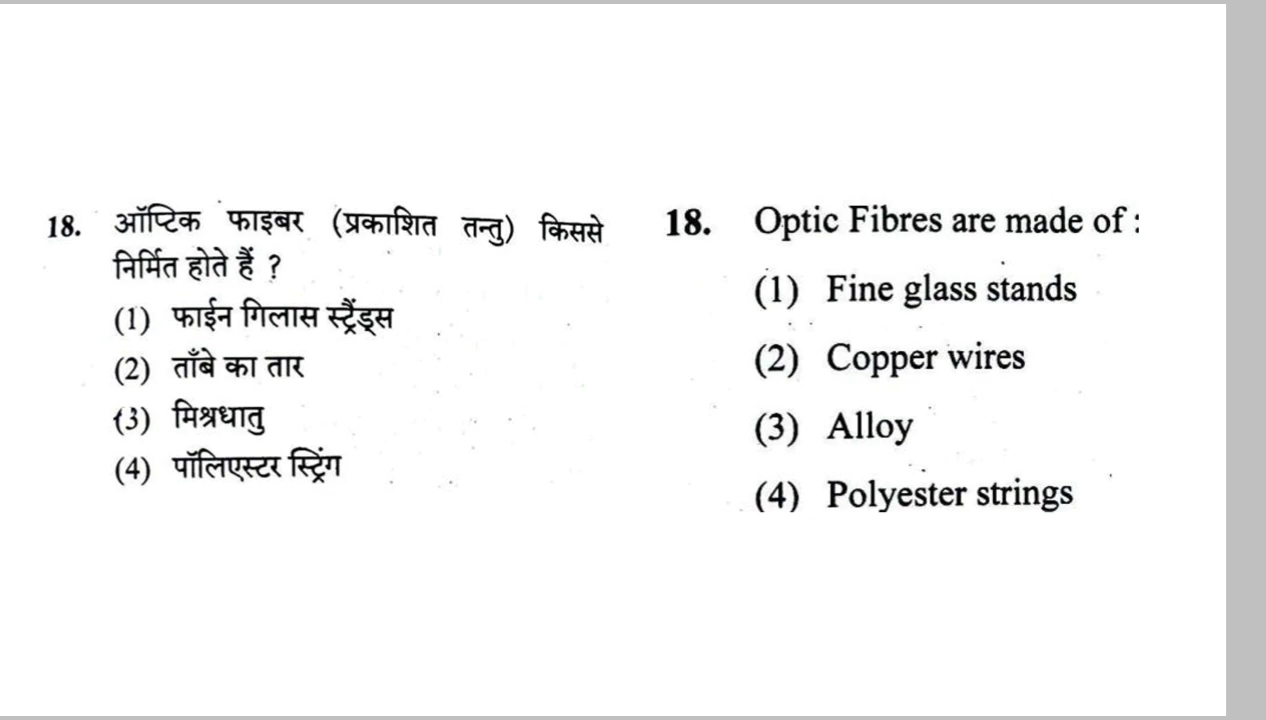 18. ऑप्टिक फाइबर (प्रकाशित तन्तु) किससे
निर्मित होते हैं ?
(1) फाईन गिलास स्ट्रैंड्स
(2) ताँबे का तार
(3) मिश्रधातु
(4) पॉलिएस्टर स्ट्रिंग
18. Optic Fibres are made of :
(1) Fine glass stands
(2) Copper wires
(3) Alloy
(4) Polyester strings